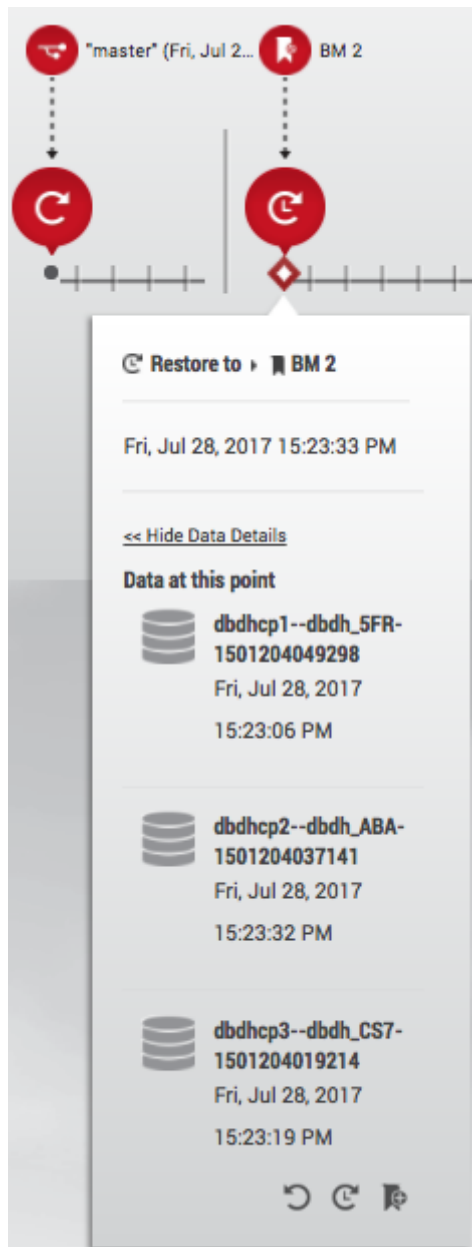 "master" (Fri, Jul 2... BM 2
Restore to BM 2
Fri, Jul 28, 2017 15:23:33 PM
<< Hide Data Details
Data at this point
dbdhcp1--dbdh_5FR-
1501204049298
Fri, Jul 28, 2017
15:23:06 PM
dbdhcp2--dbdh_ABA-
1501204037141
Fri, Jul 28, 2017
15:23:32 PM
dbdhcp3--dbdh_CS7-
1501204019214
Fri, Jul 28, 2017
15:23:19 PM